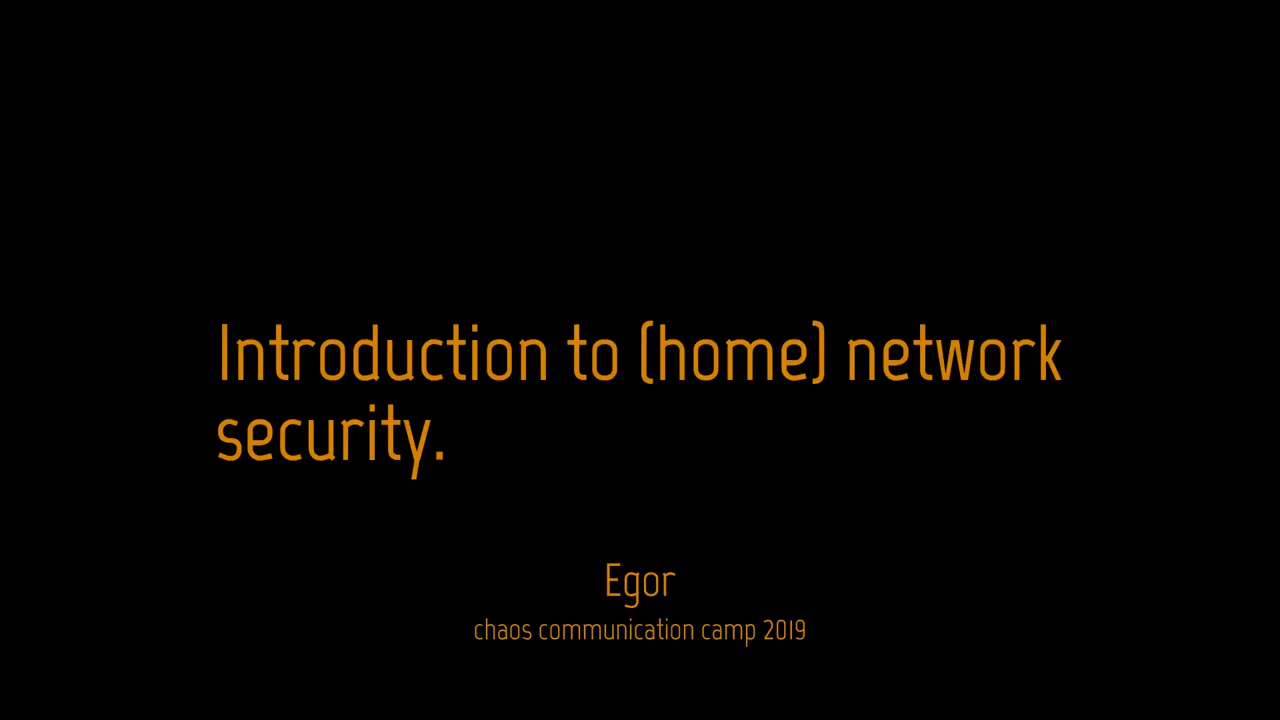 Introduction to (home) network
security.
Egor
chaos communication camp 2019